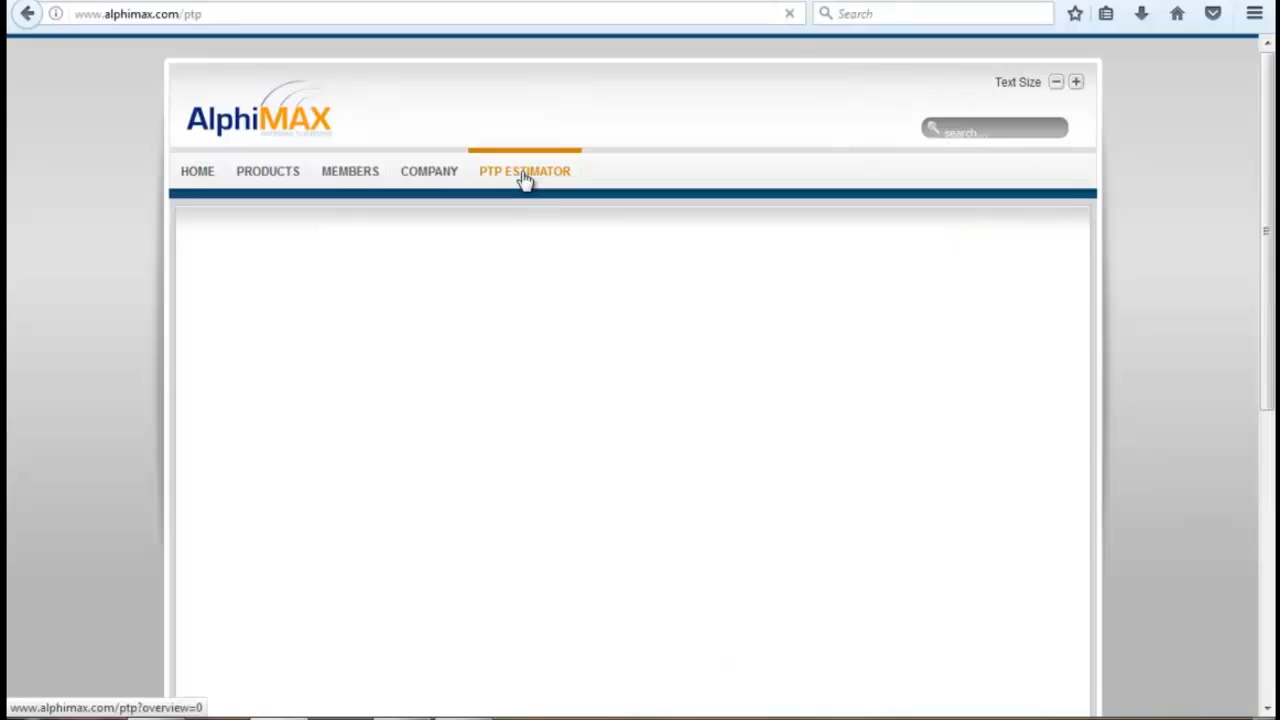 www.alphimax.com/ptp
Search
Text Size
AlphiMAX
search...
HOME PRODUCTS MEMBERS COMPANY PTP ESTIMATOR
www.alphimax.com/ptp?overview=0